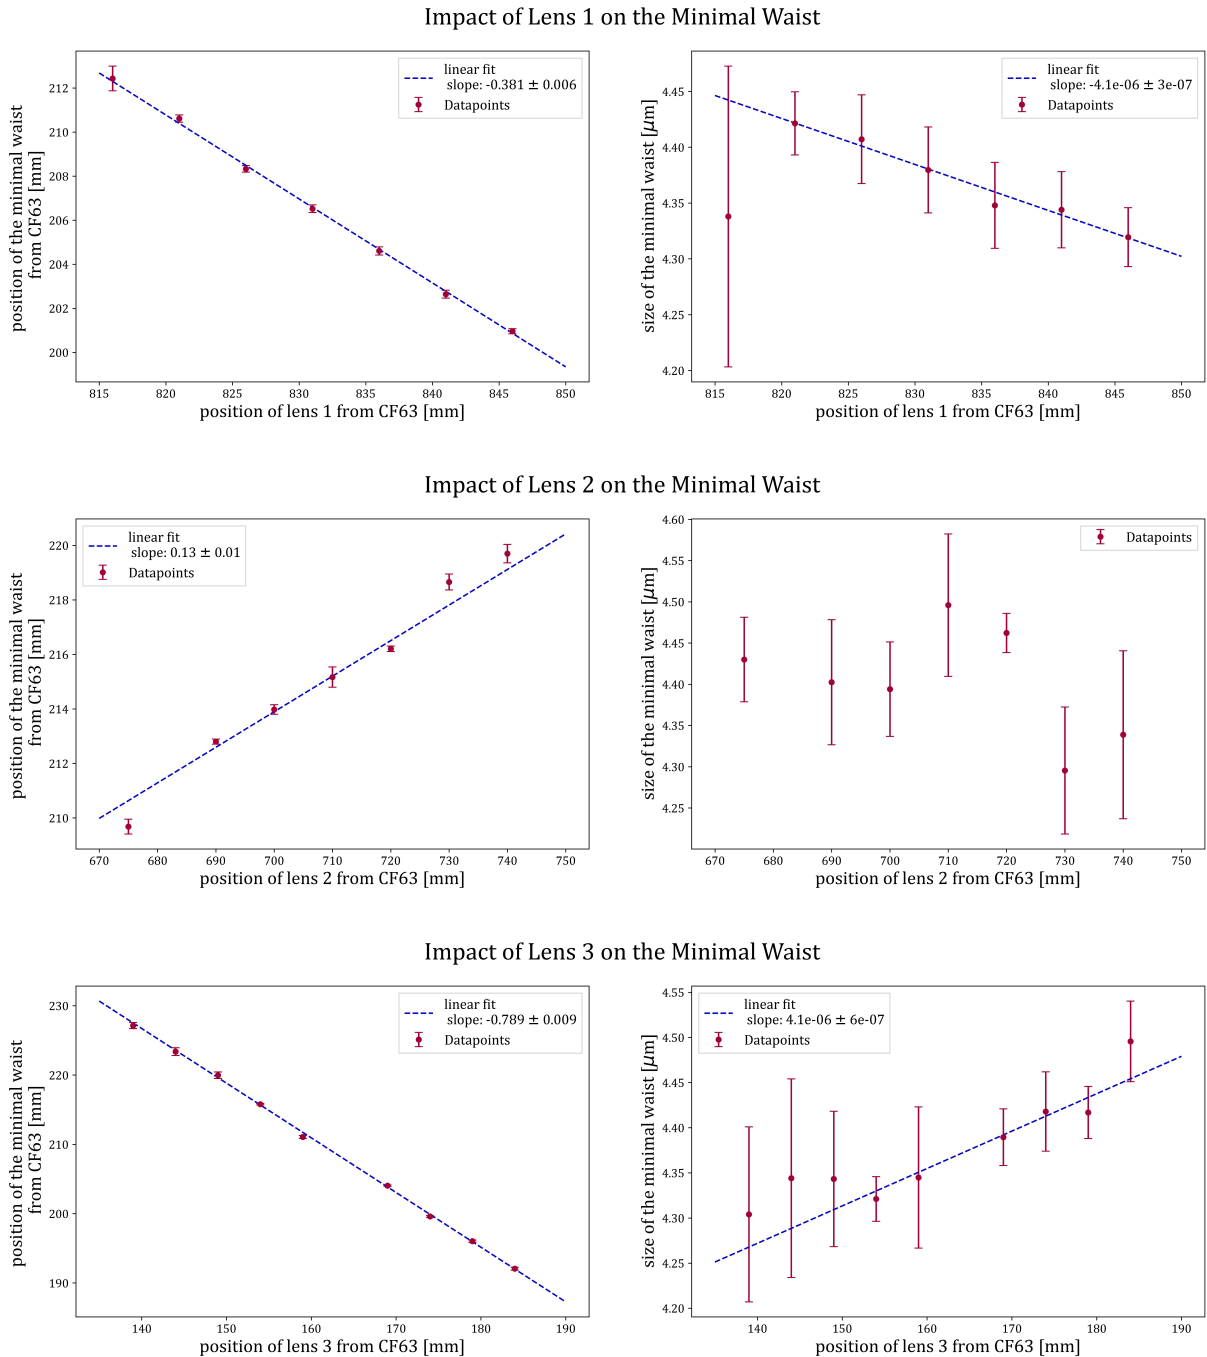 Impact of Lens 1 on the Minimal Waist
position of the minimal waist
from CF63 [mm]
212
210
208
206
204
202
200
linear fit
slope: -0.381 ± 0.006
Datapoints
815 820 825 830 835 840 845 850
position of lens 1 from CF63 [mm]
size of the minimal waist [μm]
4.45
4.40
4.35
4.30
4.25
4.20
linear fit
slope: -4.1e-06 ± 3e-07
Datapoints
815 820 825 830 835 840 845 850
position of lens 1 from CF63 [mm]
Impact of Lens 2 on the Minimal Waist
position of the minimal waist
from CF63 [mm]
220
218
216
214
212
210
linear fit
slope: 0.13 ± 0.01
Datapoints
670 680 690 700 710 720 730 740 750
position of lens 2 from CF63 [mm]
size of the minimal waist [μm]
4.60
4.55
4.50
4.45
4.40
4.35
4.30
4.25
Datapoints
670 680 690 700 710 720 730 740 750
position of lens 2 from CF63 [mm]
Impact of Lens 3 on the Minimal Waist
position of the minimal waist
from CF63 [mm]
230
220
210
200
190
linear fit
slope: -0.789 ± 0.009
Datapoints
140 150 160 170 180 190
position of lens 3 from CF63 [mm]
size of the minimal waist [μm]
4.55
4.50
4.45
4.40
4.35
4.30
4.25
4.20
linear fit
slope: 4.1e-06 ± 6e-07
Datapoints
140 150 160 170 180 190
position of lens 3 from CF63 [mm]